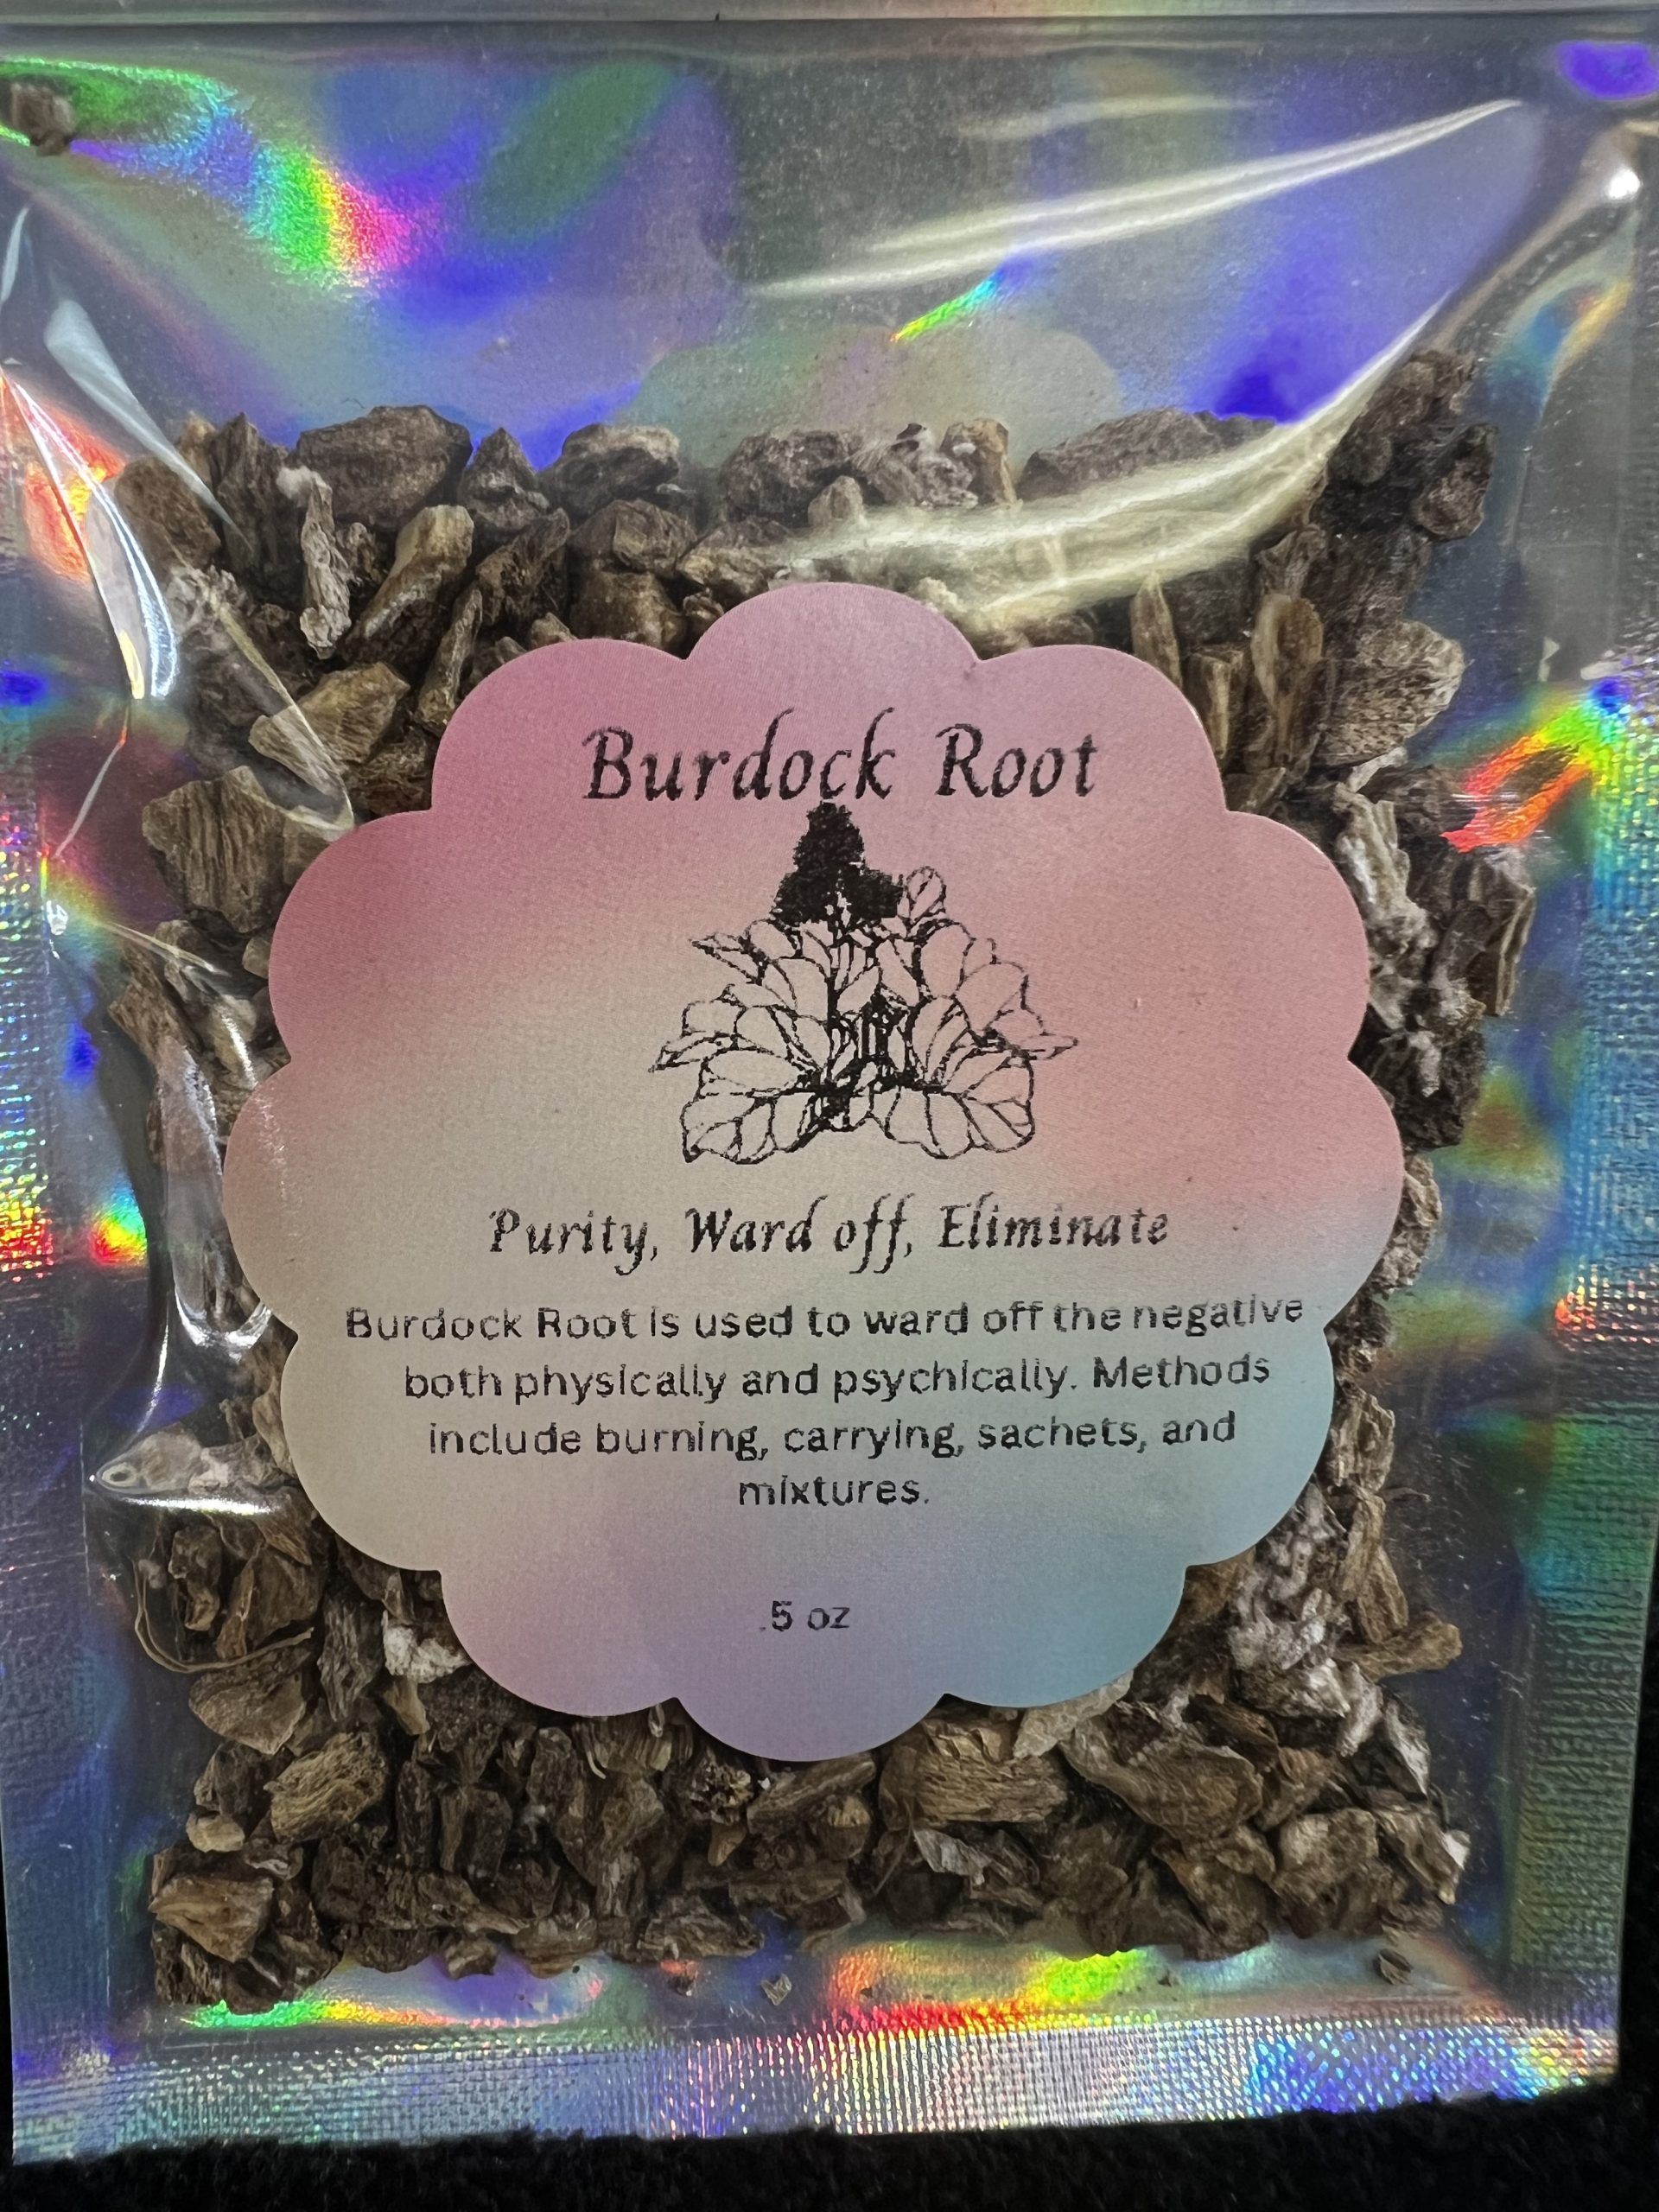 Burdock Root
Purity, Ward off, Eliminate
Burdock Root is used to ward off the negative
both physically and psychically. Methods
include burning, carrying, sachets, and
mixtures.
.5 oz